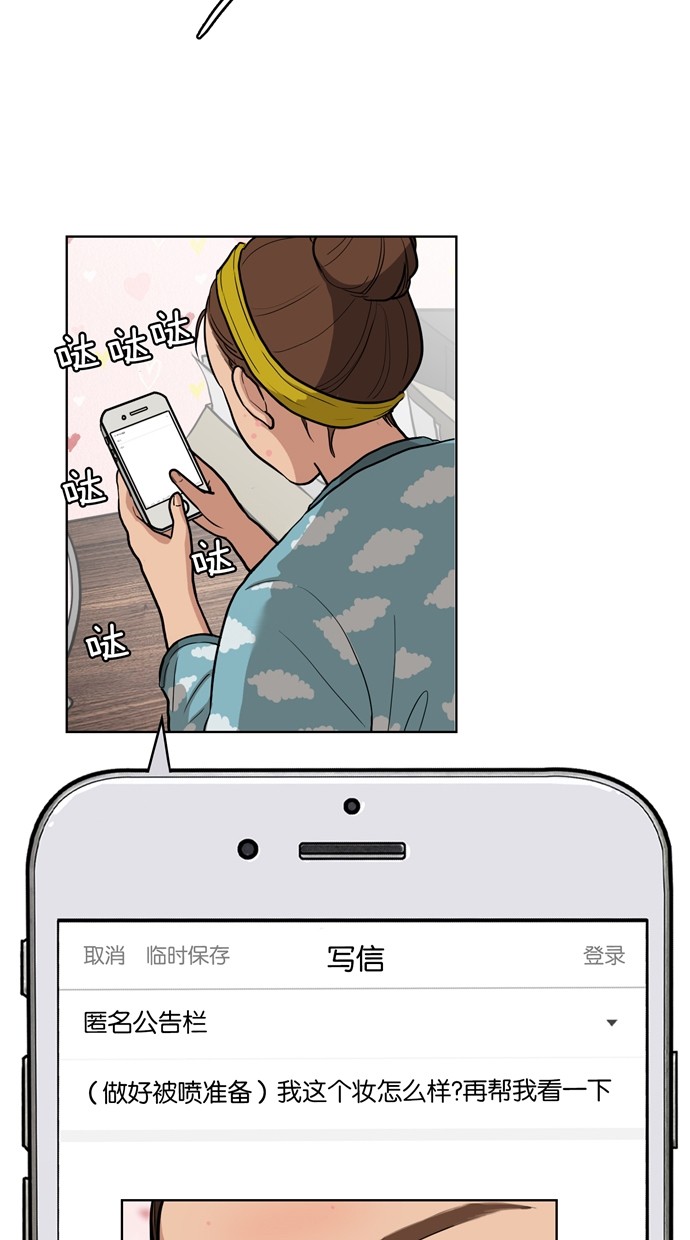 哒 哒 哒
哒
哒
哒
取消 临时保存 写信 登录
匿名公告栏
（做好被喷准备）我这个妆怎么样?再帮我看一下